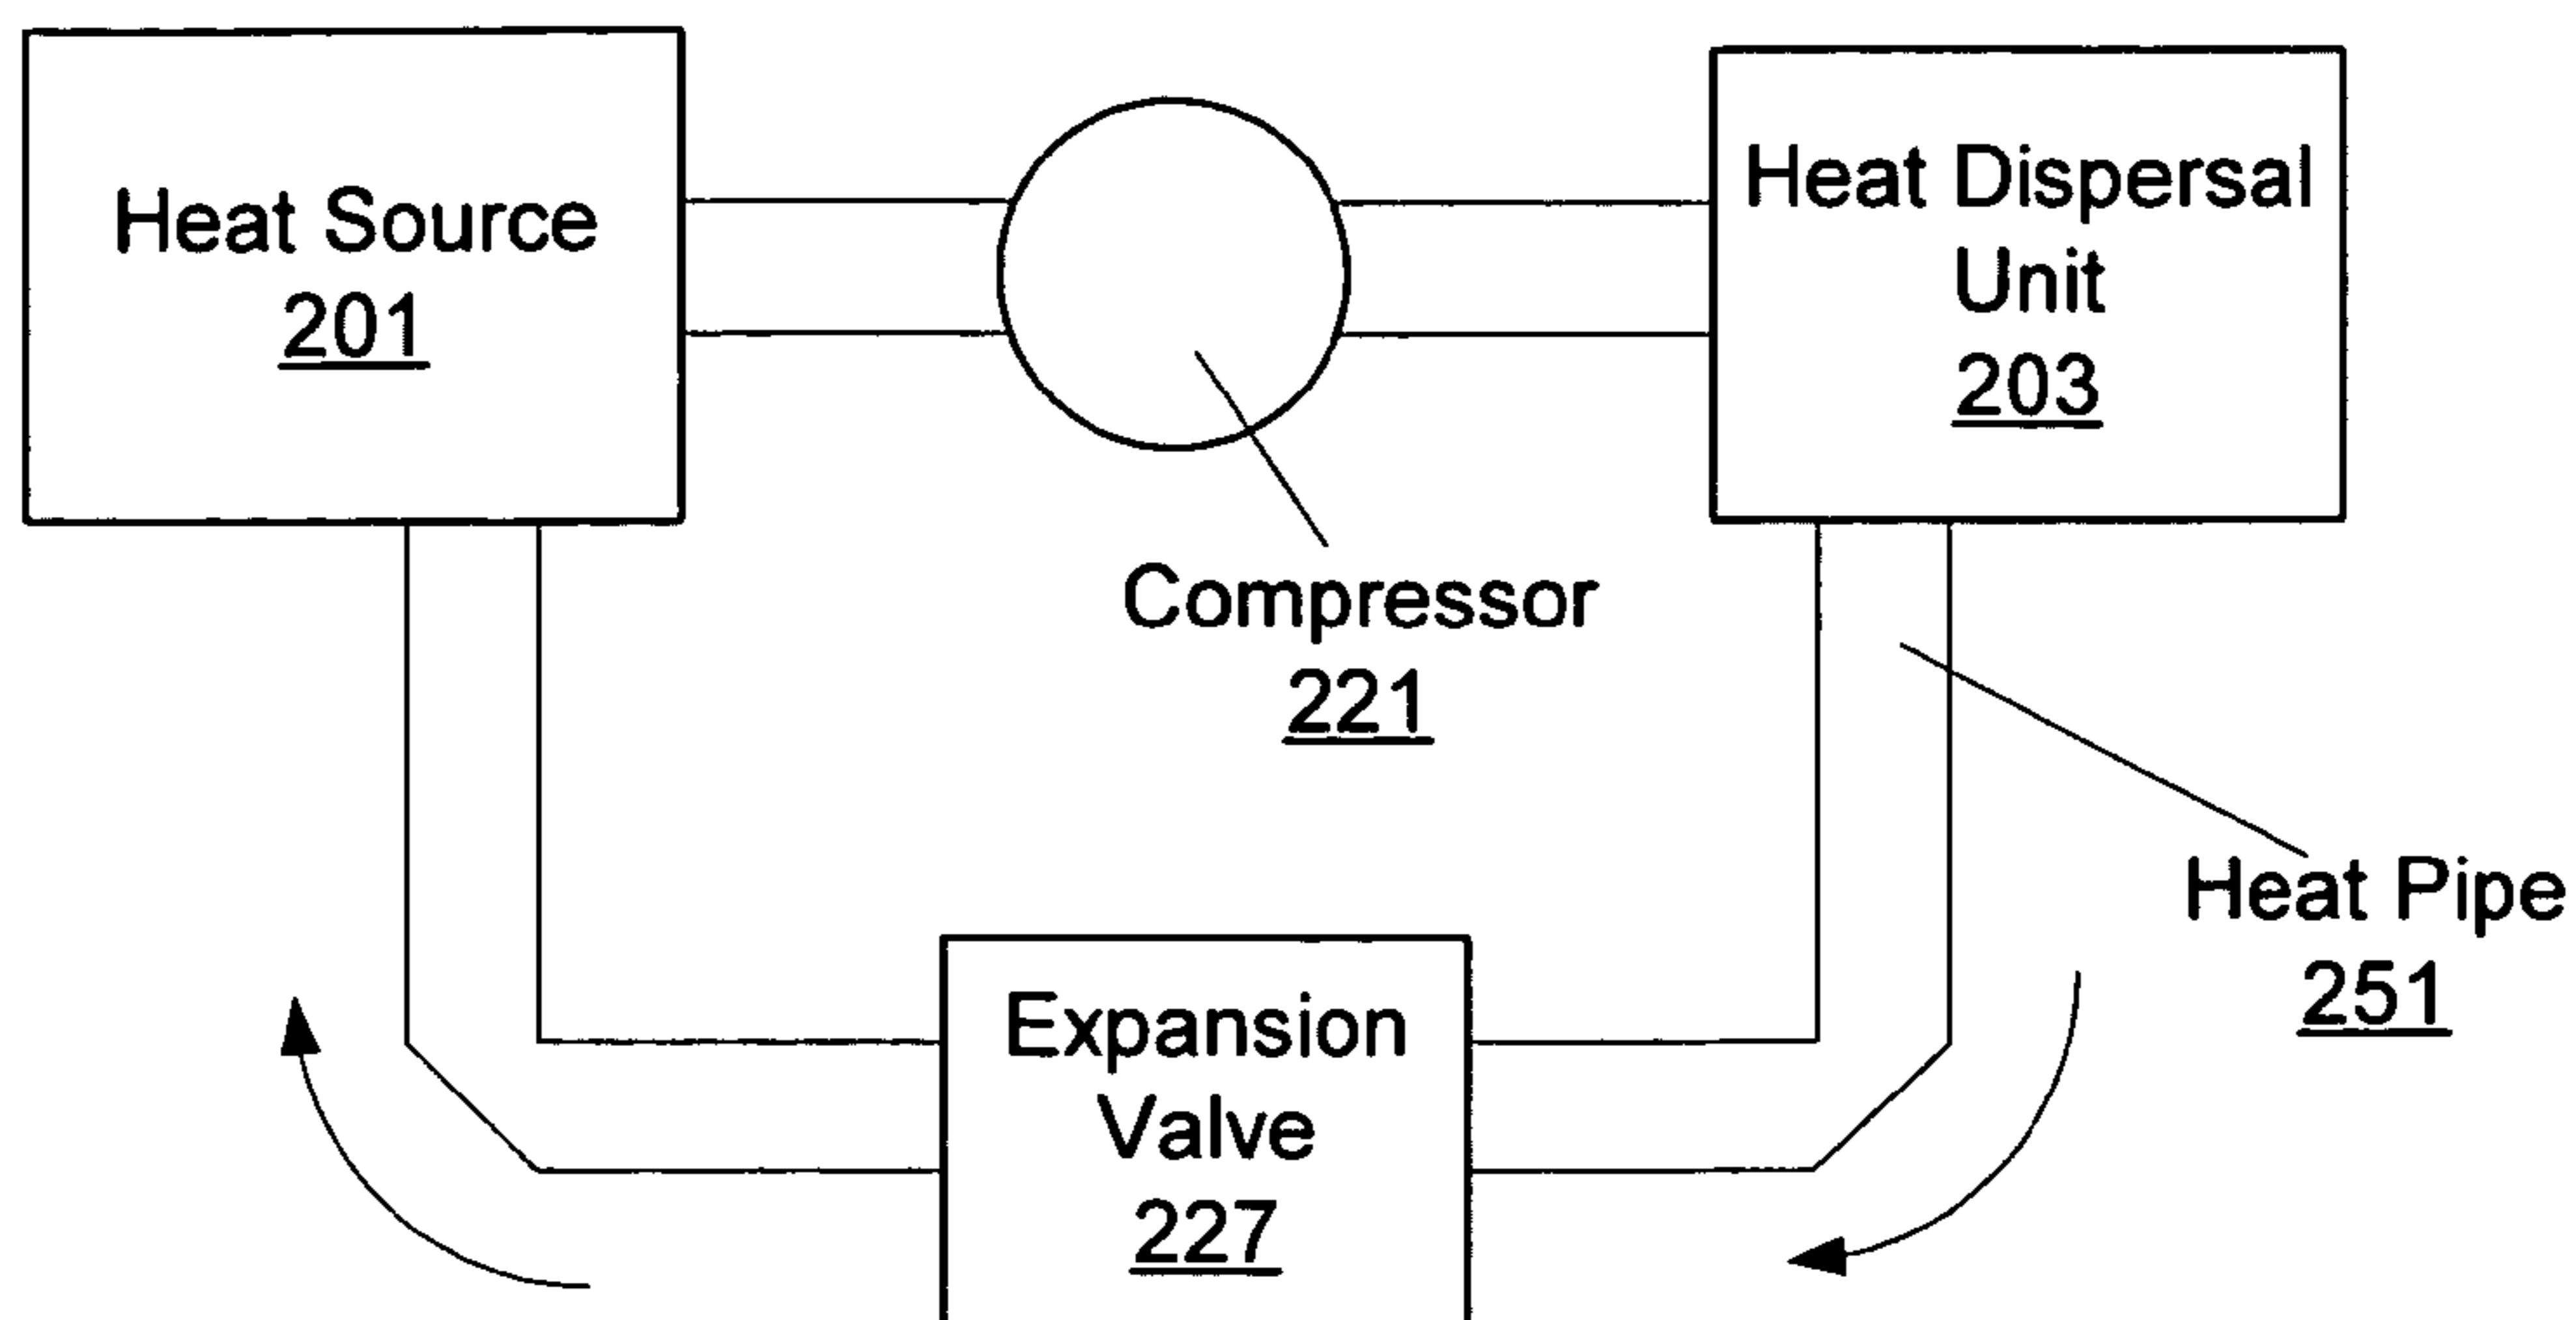 Heat Source
201
Heat Dispersal
Unit
203
Compressor
221
Heat Pipe
251
Expansion
Valve
227